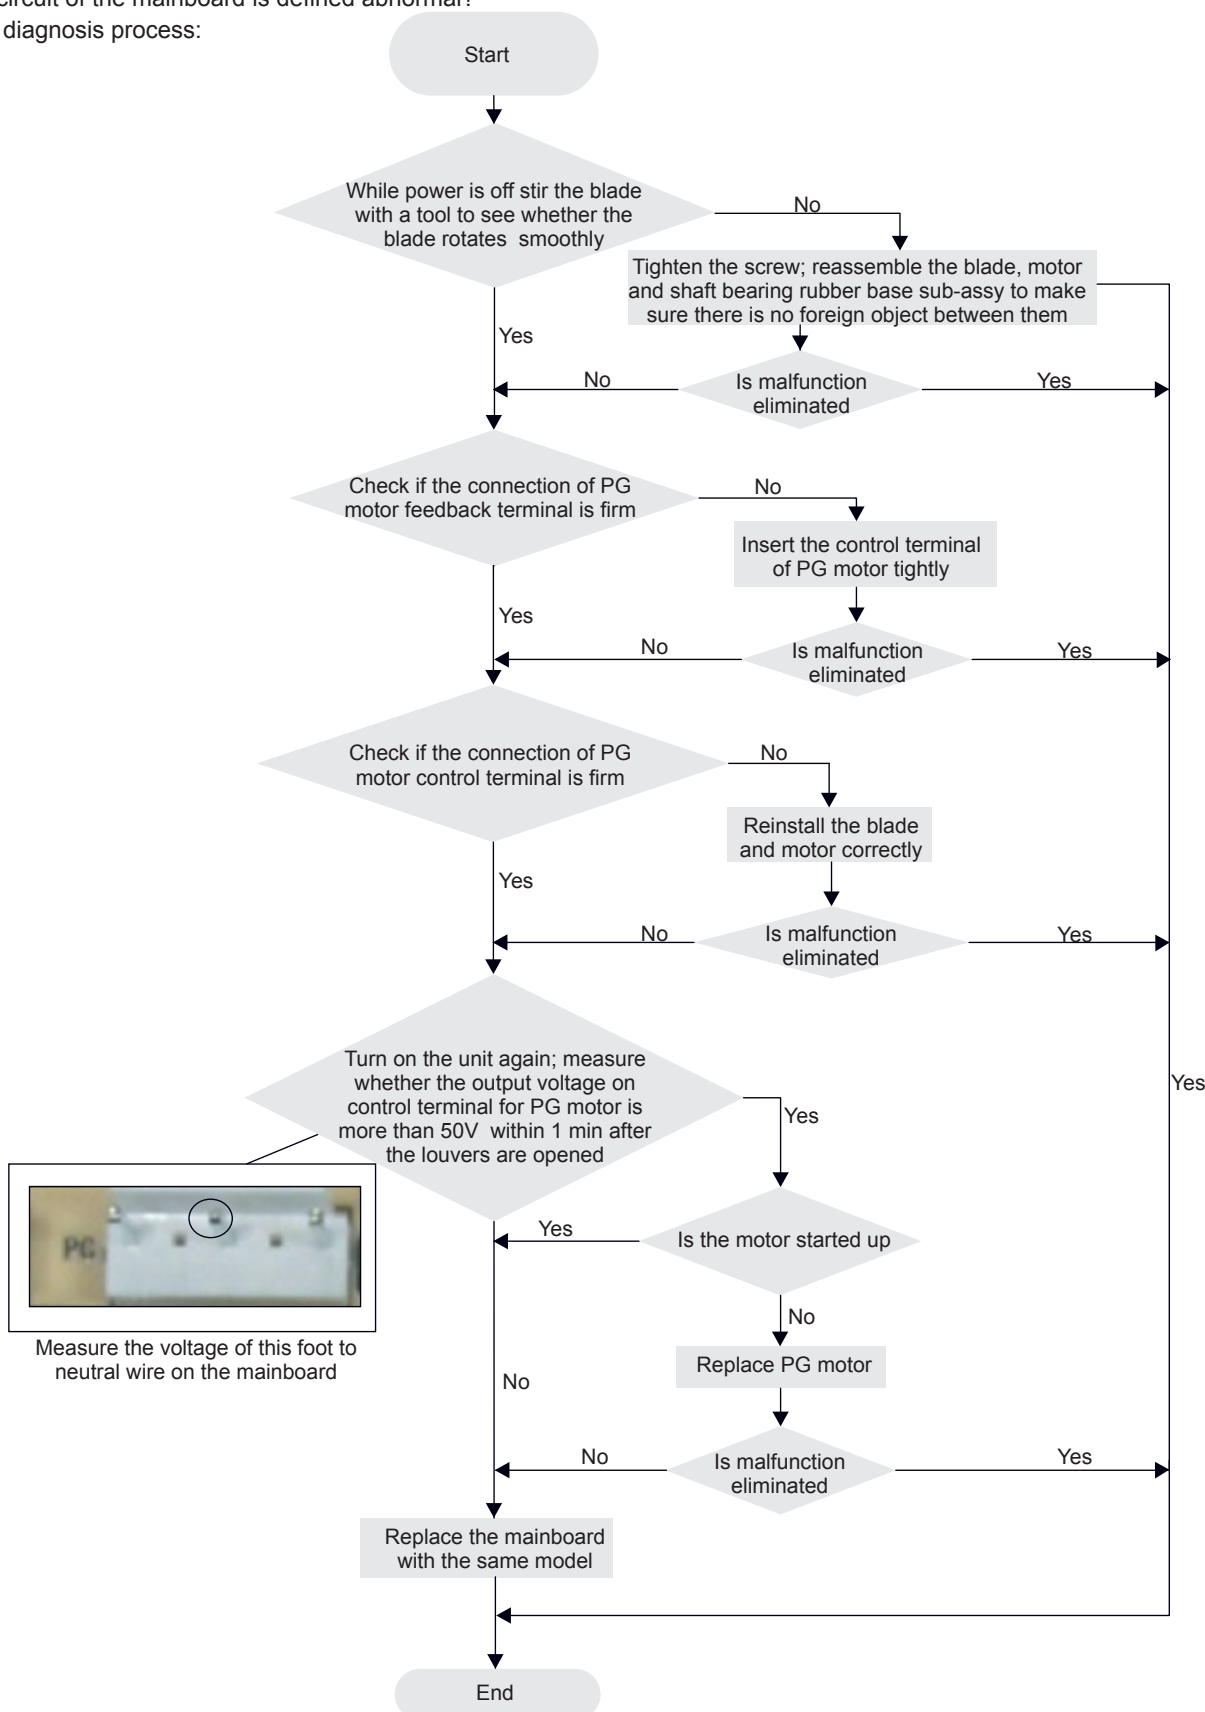 circuit of the mainboard is defined abnormal?
diagnosis process:
Start
While power is off stir the blade
with a tool to see whether the
blade rotates smoothly
No
Tighten the screw; reassemble the blade, motor
and shaft bearing rubber base sub-assy to make
sure there is no foreign object between them
Yes
No
Is malfunction
eliminated
Yes
Check if the connection of PG
motor feedback terminal is firm
No
Insert the control terminal
of PG motor tightly
Yes
No
Is malfunction
eliminated
Yes
Check if the connection of PG
motor control terminal is firm
No
Reinstall the blade
and motor correctly
Yes
No
Is malfunction
eliminated
Yes
Turn on the unit again; measure
whether the output voltage on
control terminal for PG motor is
more than 50V within 1 min after
the louvers are opened
Yes
Yes
PG
Measure the voltage of this foot to
neutral wire on the mainboard
Yes
Is the motor started up
No
Replace PG motor
No
No
Is malfunction
eliminated
Yes
Replace the mainboard
with the same model
End